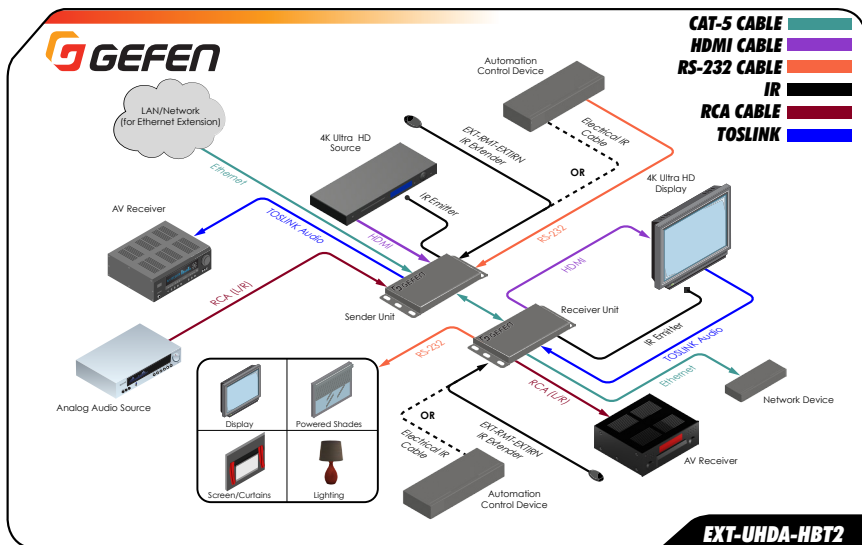 GEFEN
CAT-5 CABLE
HDMI CABLE
RS-232 CABLE
IR
RCA CABLE
TOSLINK
LAN/Network
(for Ethernet Extension)
Automation
Control Device
4K Ultra HD
Source
EXT-RMT-EXTIRN
IR Extender
Electrical IR
Cable
OR
4K Ultra HD
Display
Ethernet
IR Emitter
AV Receiver
TOSLINK Audio
HDMI
RS-232
HDMI
RCA (L/R)
GEFEN
Sender Unit
Receiver Unit
GEFEN
IR Emitter
TOSLINK Audio
RS-232
Ethernet
RCA (L/R)
Analog Audio Source
Display
Powered Shades
Screen/Curtains
Lighting
OR
Electrical IR
Cable
EXT-RMT-EXTIRN
IR Extender
Network Device
AV Receiver
Automation
Control Device
EXT-UHDA-HBT2